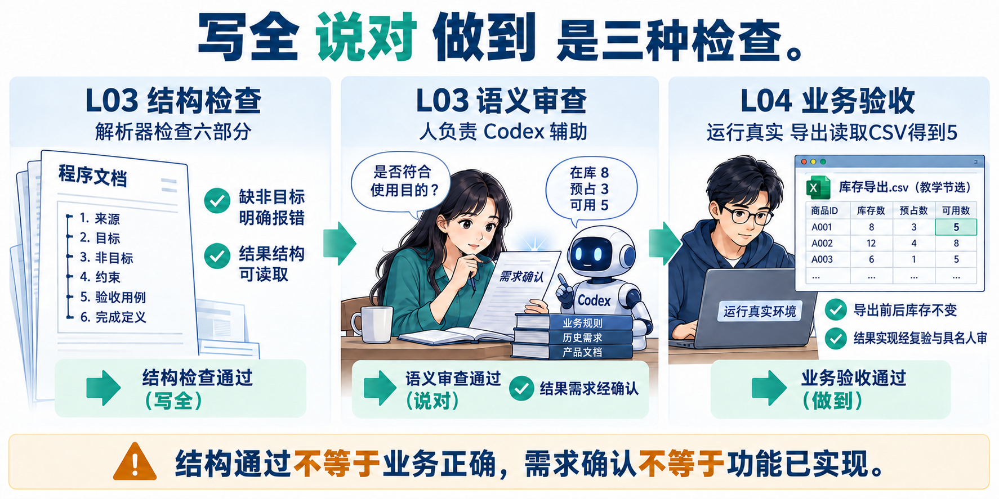 写全 说对 做到 是三种检查。
L03 结构检查
解析器检查六部分
程序文档
1. 来源
2. 目标
3. 非目标
4. 约束
5. 验收用例
6. 完成定义
缺非目标
明确报错
结果结构
可读取
结构检查通过
（写全）
L03 语义审查
人负责 Codex 辅助
是否符合
使用目的？
在库 8
预占 3
可用 5
需求确认
Codex
业务规则
历史需求
产品文档
语义审查通过
（说对）
结果需求经确认
L04 业务验收
运行真实 导出读取CSV得到5
X 库存导出.csv（教学节选）
商品ID 库存数 预占数 可用数
A001 8 3 5
A002 12 4 8
A003 6 1 5
... ... ... ...
运行真实环境
导出前后库存不变
结果实现经复验与具名人审
业务验收通过
（做到）
结构通过不等于业务正确，需求确认不等于功能已实现。